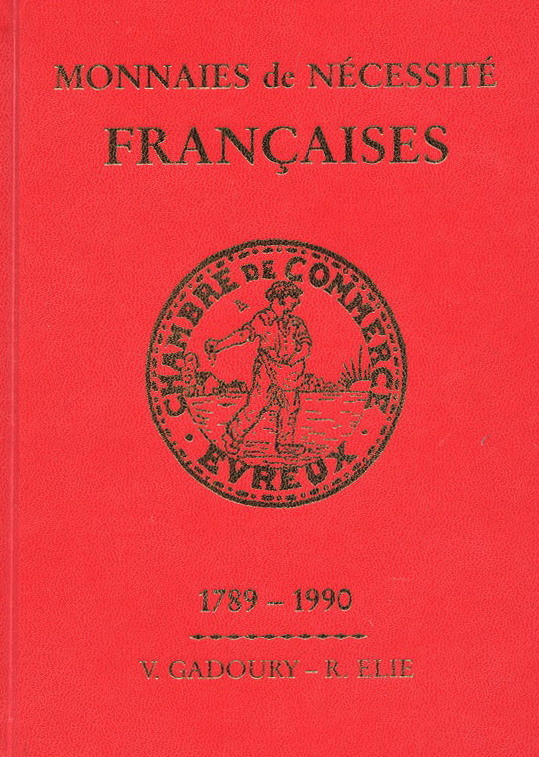 MONNAIES de NÉCESSITÉ
FRANÇAISES
CHAMBRE DE COMMERCE
· EVREUX ·
1789 – 1990
V. GADOURY – R. ELIE